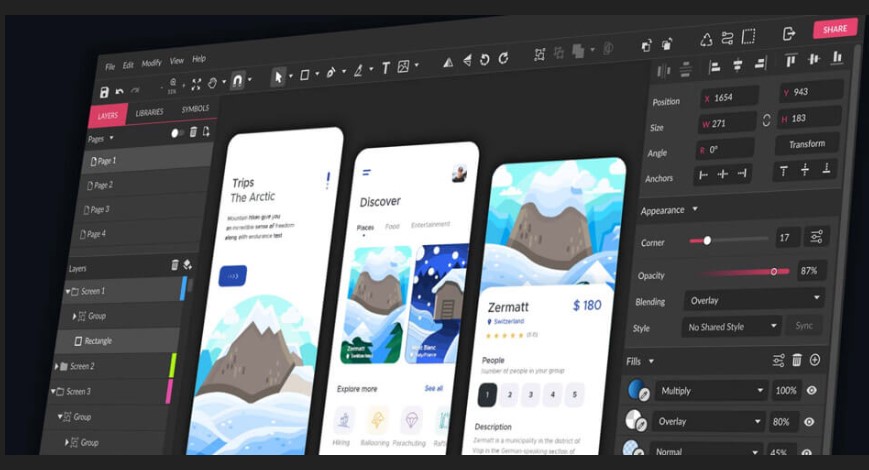 File Edit Modify View Help
SHARE
LAYERS LIBRARIES SYMBOLS
Pages
Page 1
Page 2
Page 3
Page 4
Layers
Screen 1
Group
Rectangle
Screen 2
Screen 3
Group
Group
Trips
The Arctic
Mountain hikes give you
an incredible sense of freedom
along with endurance test
Discover
Places Food Entertainment
Zermatt
Switzerland
Explore more See all
Hiking Ballooning Parachuting
Zermatt $ 180
Switzerland
People
Number of people in your group
1 2 3 4 5
Description
Zermatt is a municipality in the district of
Visp in the German-speaking section of
Position X 1654 Y 943
Size W 271 H 183
Angle R 0° Transform
Anchors
Appearance
Corner 17
Opacity 87%
Blending Overlay
Style No Shared Style Sync
Fills
Multiply 100%
Overlay 80%
Normal 45%